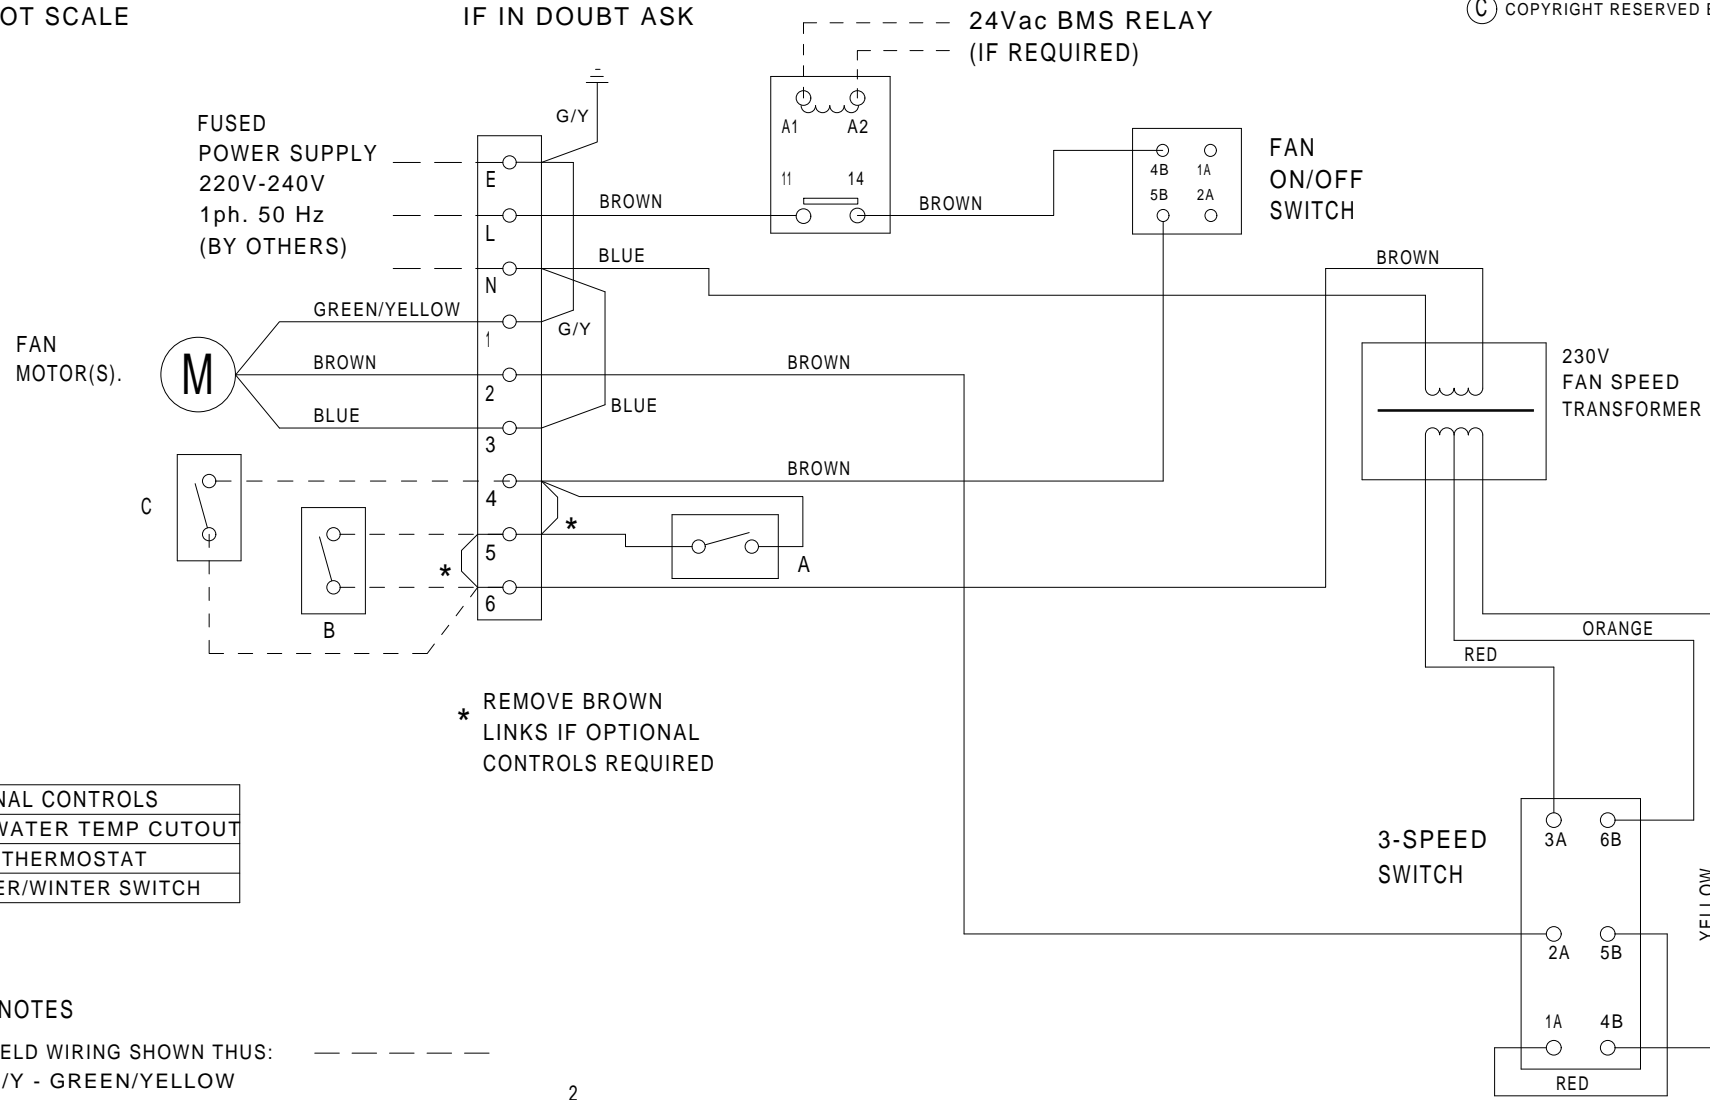 OT SCALE
IF IN DOUBT ASK
24Vac BMS RELAY
(IF REQUIRED)
C COPYRIGHT RESERVED
FUSED
POWER SUPPLY
220V-240V
1ph. 50 Hz
(BY OTHERS)
G/Y
E
L
N
1
2
3
4
5
6
BROWN
A1 A2
11 14
BROWN
4B 1A
5B 2A
FAN
ON/OFF
SWITCH
BLUE
BROWN
GREEN/YELLOW
G/Y
FAN
MOTOR(S).
M
BROWN
BROWN
BLUE
BLUE
230V
FAN SPEED
TRANSFORMER
BROWN
C
*
*
A
B
ORANGE
RED
* REMOVE BROWN
LINKS IF OPTIONAL
CONTROLS REQUIRED
NAL CONTROLS
WATER TEMP CUTOUT
THERMOSTAT
ER/WINTER SWITCH
3-SPEED
SWITCH
3A 6B
2A 5B
1A 4B
YELLOW
RED
NOTES
ELD WIRING SHOWN THUS:
/Y - GREEN/YELLOW
2